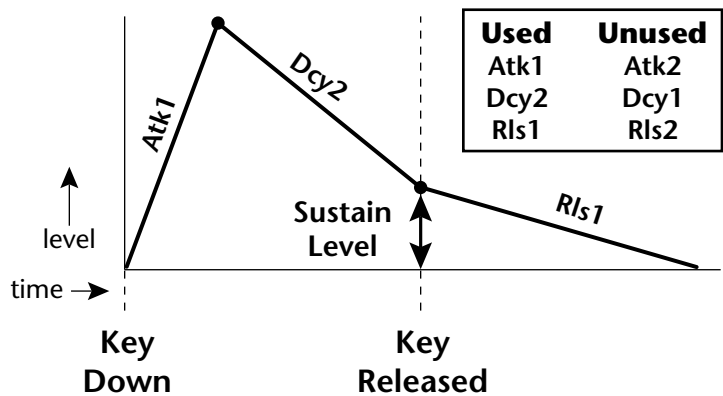 Used Unused
Atk1 Atk2
Dcy2 Dcy1
Rls1 Rls2
Atk1
Dcy2
Rls1
Sustain
Level
level
time
Key
Down
Key
Released